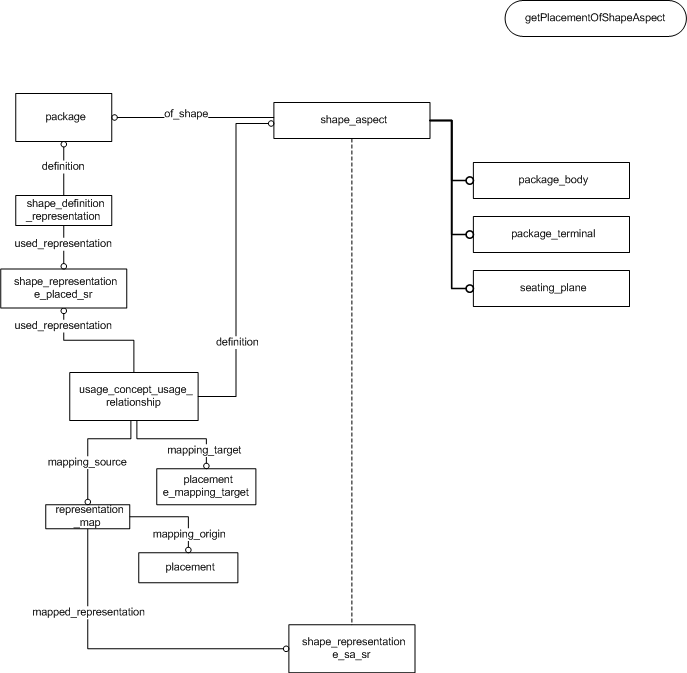 getPlacementOfShapeAspect
package
of_shape
shape_aspect
definition
package_body
shape_definition
_representation
package_terminal
used_representation
shape_representation
e_placed_sr
seating_plane
used_representation
definition
usage_concept_usage_
relationship
mapping_target
mapping_source
placement
e_mapping_target
representation
_map
mapping_origin
placement
mapped_representation
shape_representation
e_sa_sr